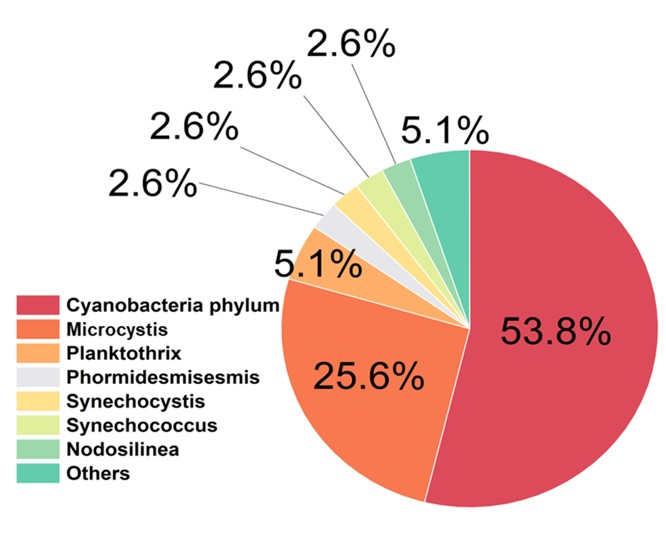 2.6%
2.6%
2.6%
2.6%
5.1%
5.1%
53.8%
25.6%
Cyanobacteria phylum
Microcystis
Planktothrix
Phormidesmisesmis
Synechocystis
Synechococcus
Nodosilinea
Others